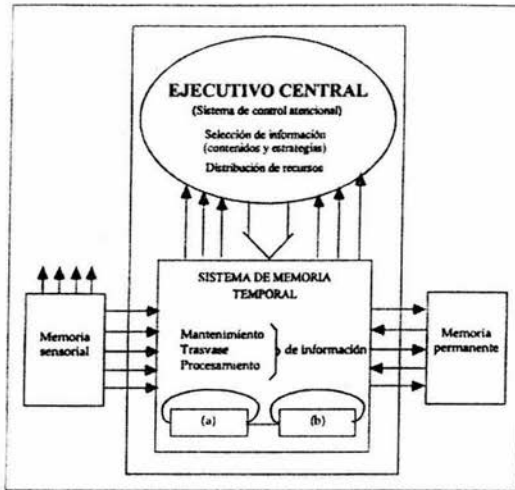 EJECUTIVO CENTRAL
(Sistema de control atencional)
Selección de información
(contenidos y estrategias)
Distribución de recursos
SISTEMA DE MEMORIA
TEMPORAL
Memoria
sensorial
Mantenimiento
Trasvase
Procesamiento
de información
Memoria
permanente
(a)
(b)